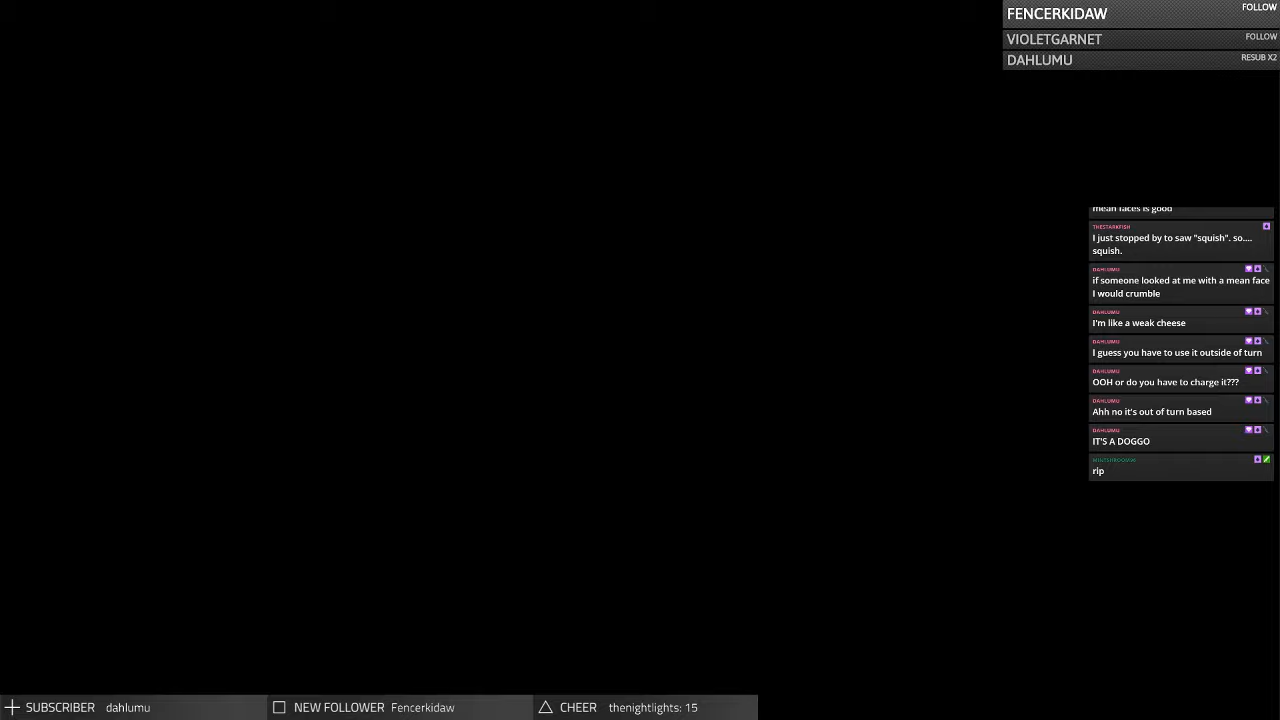 FENCERKIDAW FOLLOW
VIOLETGARNET FOLLOW
DAHLUMU RESUB X2
mean faces is good
THESTARKFISH
I just stopped by to saw "squish". so....
squish.
DAHLUMU
if someone looked at me with a mean face
I would crumble
DAHLUMU
I'm like a weak cheese
DAHLUMU
I guess you have to use it outside of turn
DAHLUMU
OOH or do you have to charge it???
DAHLUMU
Ahh no it's out of turn based
DAHLUMU
IT'S A DOGGO
rip
SUBSCRIBER dahlumu
NEW FOLLOWER Fencerkidaw
CHEER thenightlights: 15